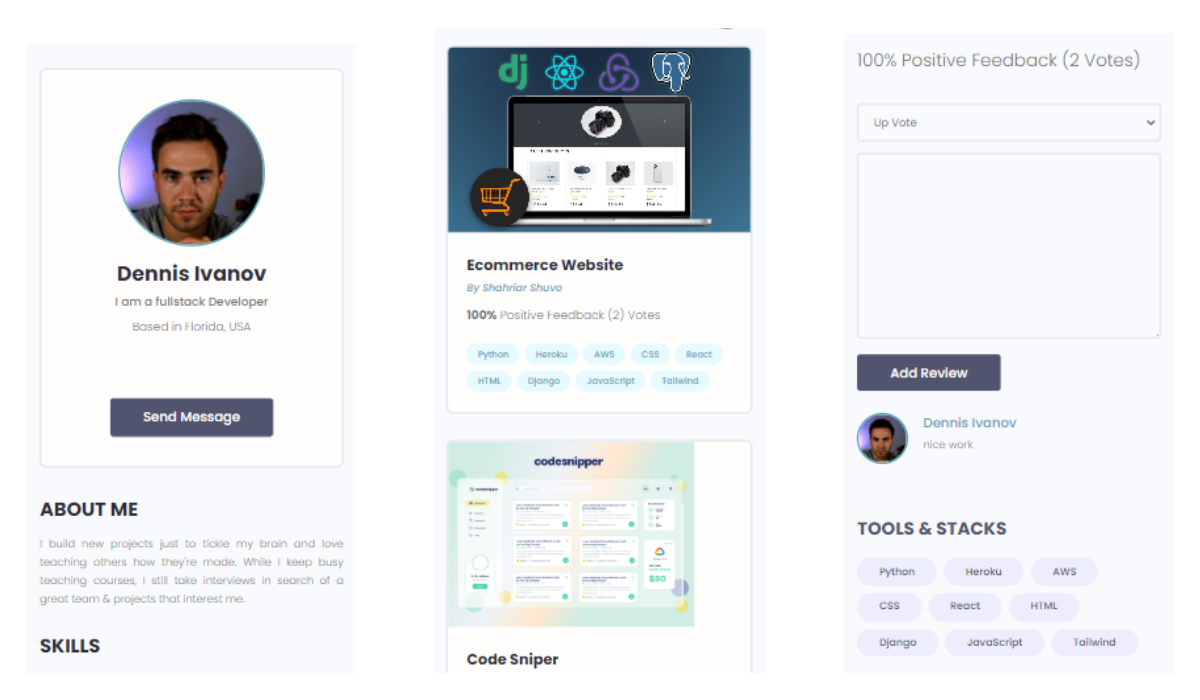 Dennis Ivanov
I am a fullstack Developer
Based in Florida, USA
Send Message
ABOUT ME
I build new projects just to tickle my brain and love
teaching others how they're made. While I keep busy
teaching courses, I still take interviews in search of a
great team & projects that interest me.
SKILLS
dj
Ecommerce Website
By Shahriar Shuvo
100% Positive Feedback (2) Votes
Python Heroku AWS CSS React
HTML Django JavaScript Tailwind
codesnipper
$50
Code Sniper
100% Positive Feedback (2 Votes)
Up Vote
Add Review
Dennis Ivanov
nice work
TOOLS & STACKS
Python Heroku AWS
CSS React HTML
Django JavaScript Tailwind